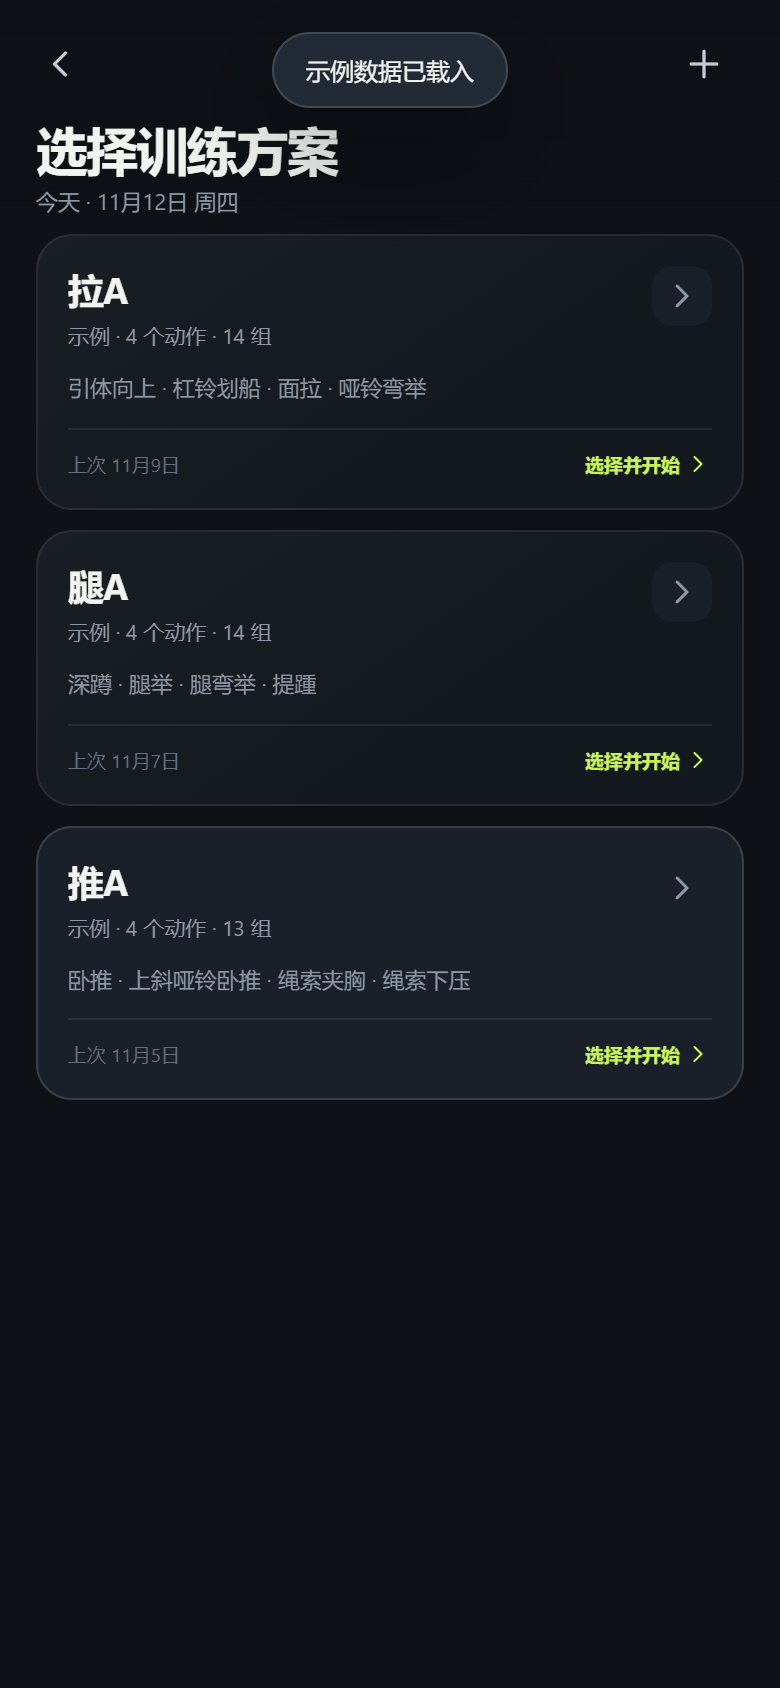 示例数据已载入
选择训练方案
今天 · 11月12日 周四
拉A
示例 · 4 个动作 · 14 组
引体向上 · 杠铃划船 · 面拉 · 哑铃弯举
上次 11月9日
选择并开始
腿A
示例 · 4 个动作 · 14 组
深蹲 · 腿举 · 腿弯举 · 提踵
上次 11月7日
选择并开始
推A
示例 · 4 个动作 · 13 组
卧推 · 上斜哑铃卧推 · 绳索夹胸 · 绳索下压
上次 11月5日
选择并开始